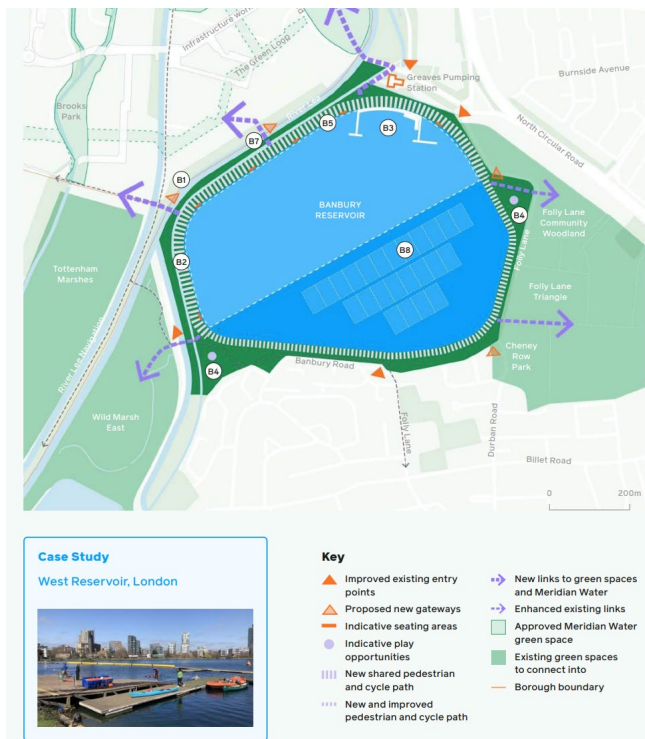 Infrastructure wor
The Green Loop
Greaves Pumping
Station
Burnside Avenue
Brooks
Park
North Circular Road
B5
B3
B7
B1
BANBURY
RESERVOIR
B4
Folly Lane
Community
Woodland
Folly Lane
Tottenham
Marshes
B2
B8
Folly Lane
Triangle
River Lee Navigation
Cheney
Row
Park
Banbury Road
B4
Wild Marsh
East
Folly Lane
Durban Road
Billet Road
0
200m
Case Study
West Reservoir, London
Key
Improved existing entry
points
Proposed new gateways
Indicative seating areas
Indicative play
opportunities
New shared pedestrian
and cycle path
New and improved
pedestrian and cycle path
New links to green spaces
and Meridian Water
Enhanced existing links
Approved Meridian Water
green space
Existing green spaces
to connect into
Borough boundary